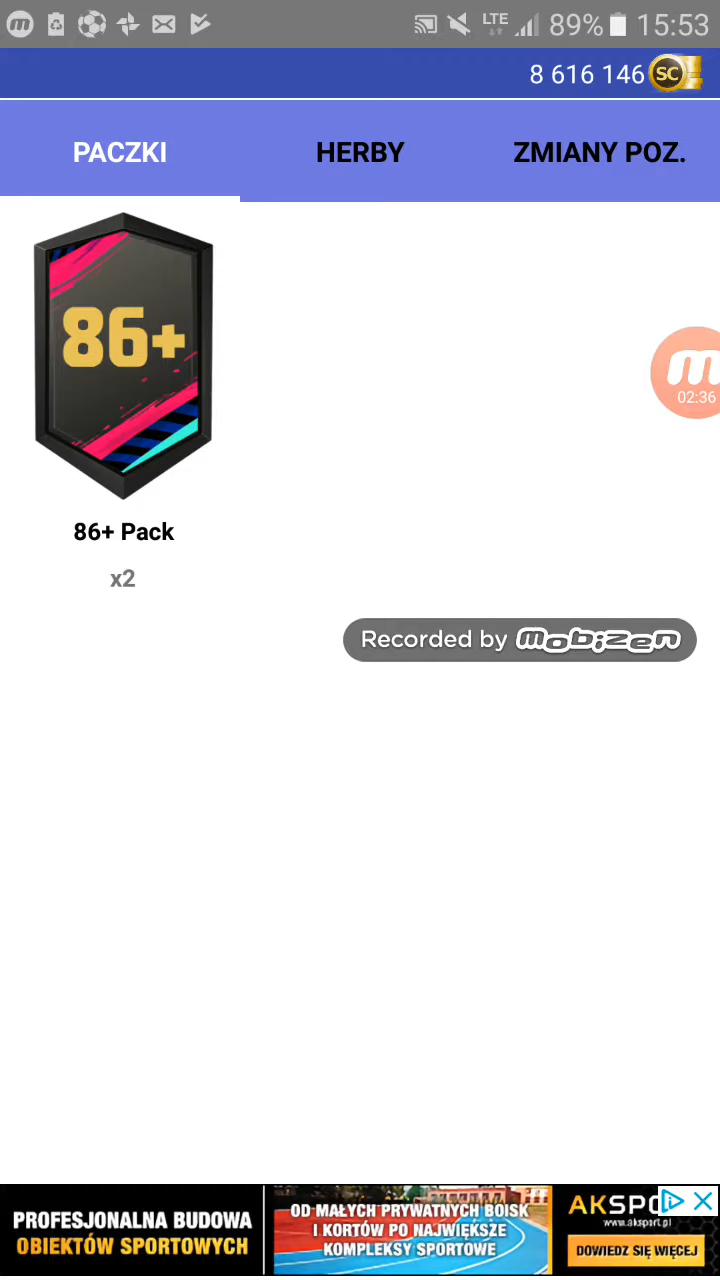 LTE 89% 15:53
8 616 146 SC
PACZKI HERBY ZMIANY POZ.
86+
02:36
86+ Pack
x2
Recorded by mobizen
PROFESJONALNA BUDOWA
OBIEKTÓW SPORTOWYCH
OD MAŁYCH PRYWATNYCH BOISK
I KORTÓW PO NAJWIĘKSZE
KOMPLEKSY SPORTOWE
AKSPO
www.aksport.pl
DOWIEDZ SIĘ WIĘCEJ